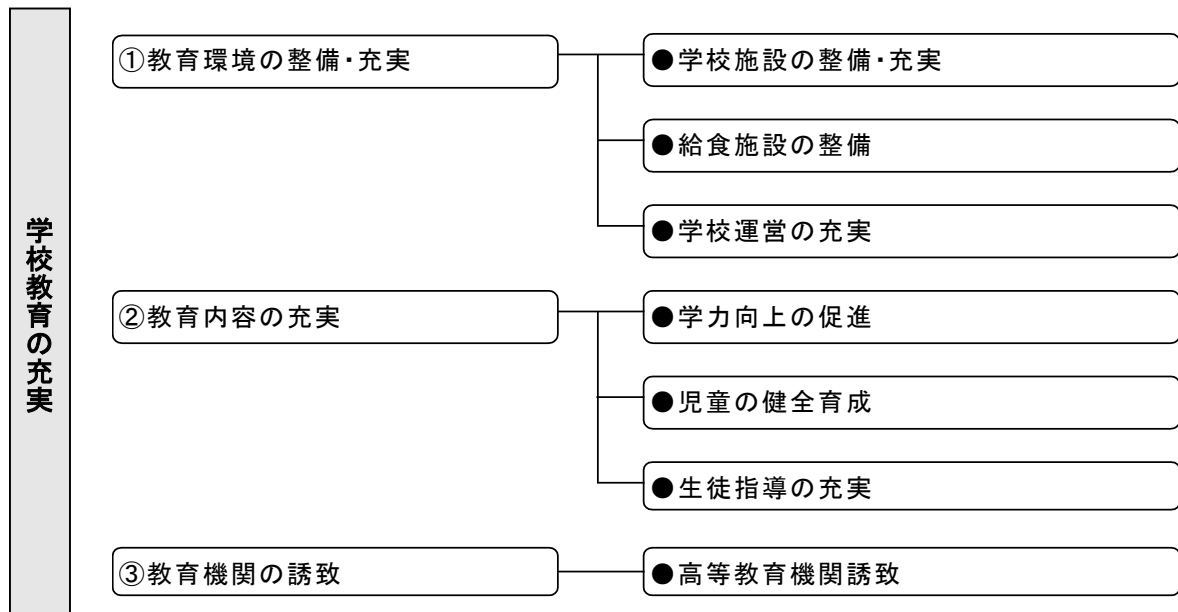 学校教育の充実
①教育環境の整備・充実
●学校施設の整備・充実
●給食施設の整備
●学校運営の充実
②教育内容の充実
●学力向上の促進
●児童の健全育成
●生徒指導の充実
③教育機関の誘致
●高等教育機関誘致